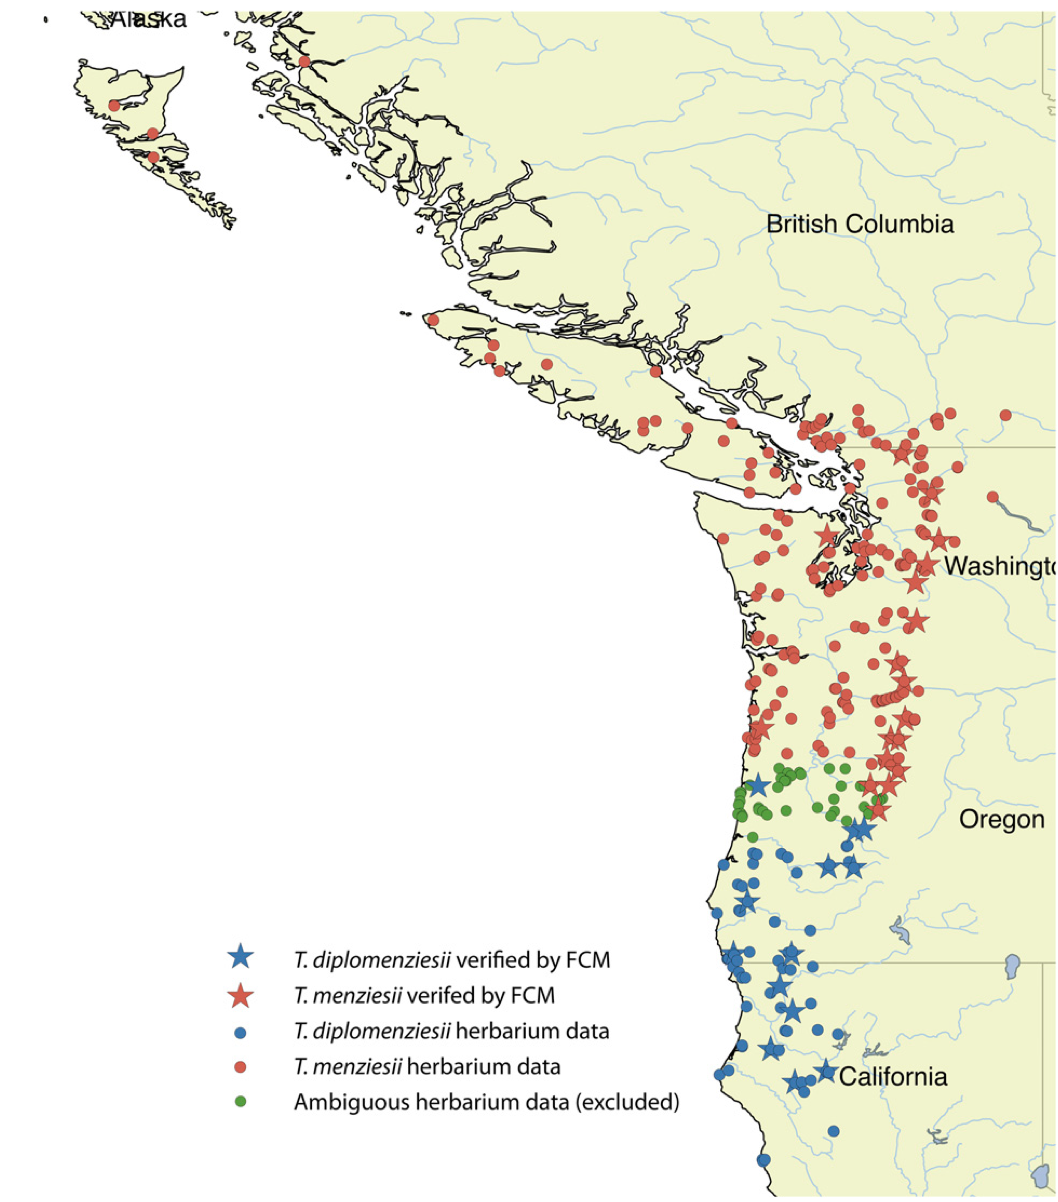 Alaska
British Columbia
Washingto
Oregon
T. diplomenziesii verified by FCM
T. menziesii verifed by FCM
T. diplomenziesii herbarium data
T. menziesii herbarium data
California
Ambiguous herbarium data (excluded)